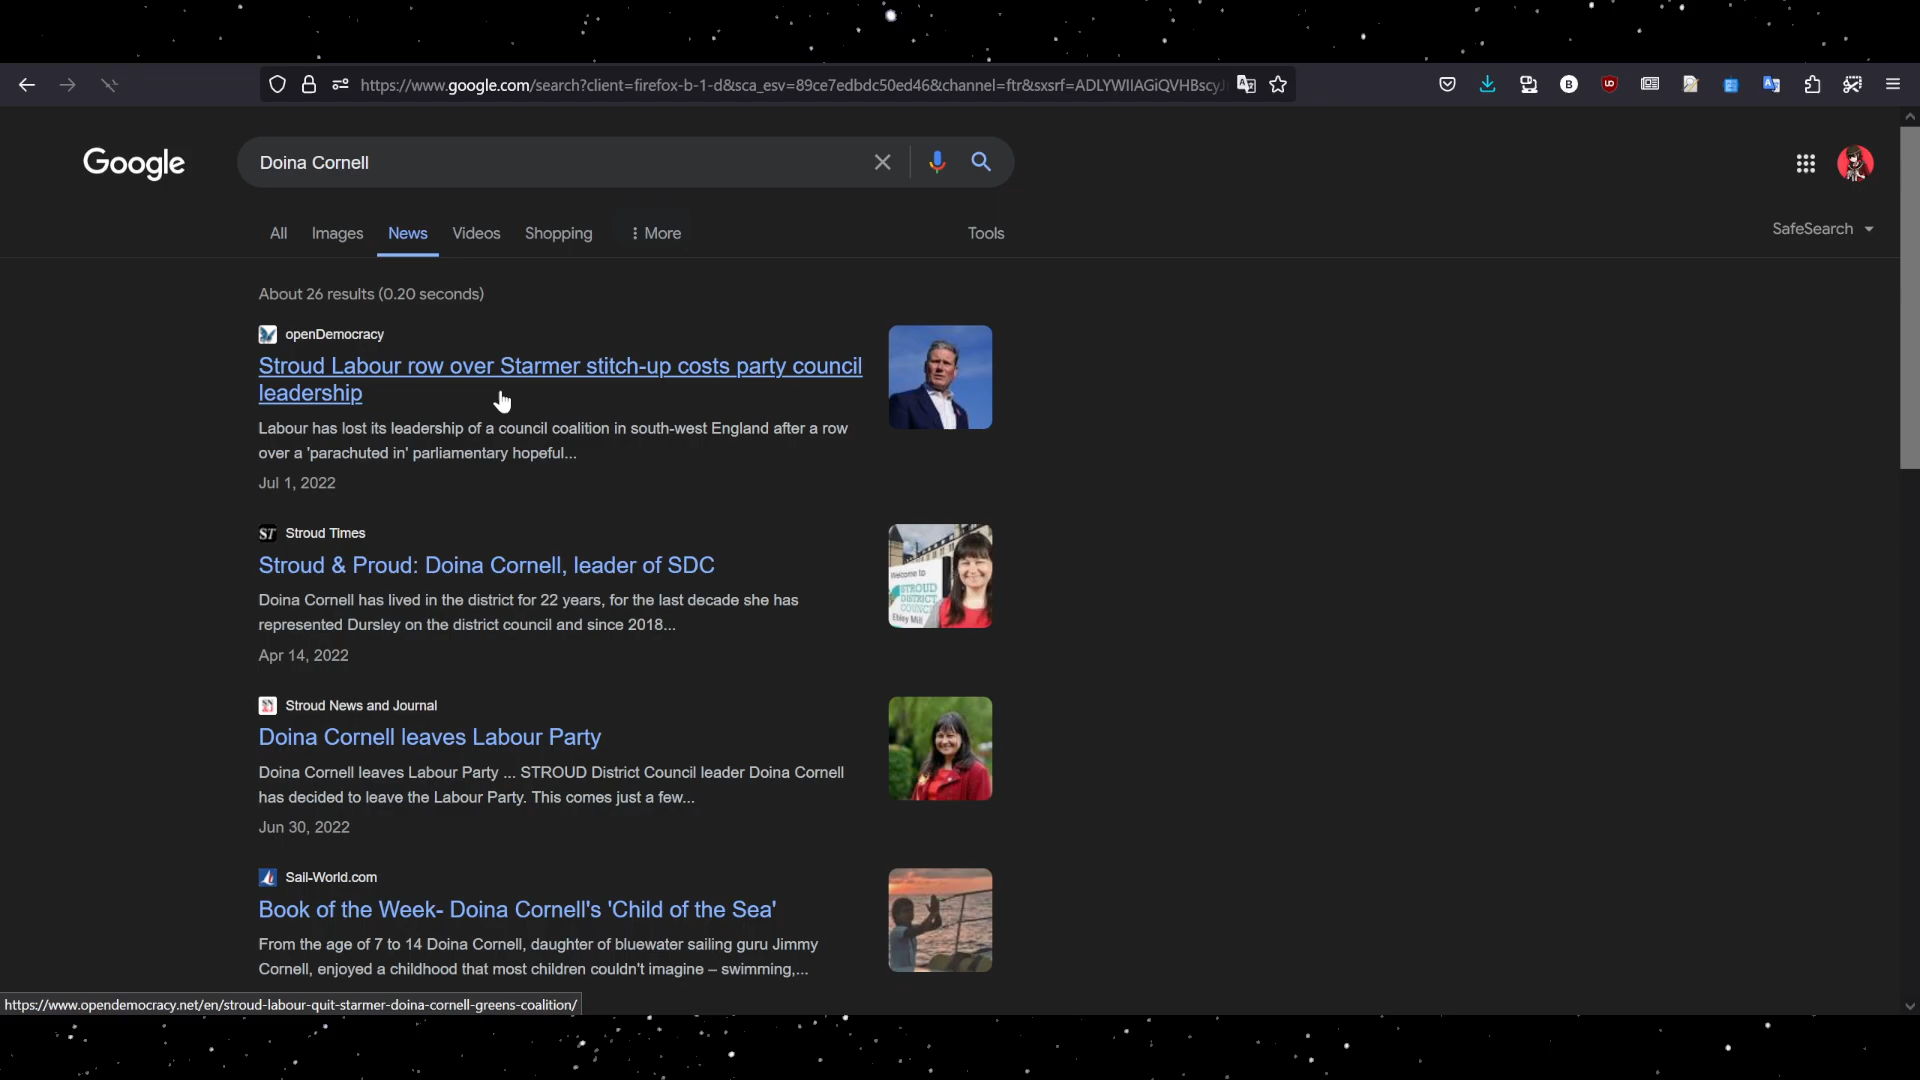 https://www.google.com/search?client=firefox-b-1-d&sca_esv=89ce7edbdc50ed46&channel=ftr&sxsrf=ADLYWIIAGiQVHBscyJ
Google
Doina Cornell
All Images News Videos Shopping More Tools
SafeSearch
About 26 results (0.20 seconds)
openDemocracy
Stroud Labour row over Starmer stitch-up costs party council
leadership
Labour has lost its leadership of a council coalition in south-west England after a row
over a 'parachuted in' parliamentary hopeful...
Jul 1, 2022
ST Stroud Times
Stroud & Proud: Doina Cornell, leader of SDC
Doina Cornell has lived in the district for 22 years, for the last decade she has
represented Dursley on the district council and since 2018...
Apr 14, 2022
Welcome to
STROUD
DISTRICT
COUNCIL
Ebley Mill
Stroud News and Journal
Doina Cornell leaves Labour Party
Doina Cornell leaves Labour Party ... STROUD District Council leader Doina Cornell
has decided to leave the Labour Party. This comes just a few...
Jun 30, 2022
Sail-World.com
Book of the Week- Doina Cornell's 'Child of the Sea'
From the age of 7 to 14 Doina Cornell, daughter of bluewater sailing guru Jimmy
Cornell, enjoyed a childhood that most children couldn't imagine – swimming,...
https://www.opendemocracy.net/en/stroud-labour-quit-starmer-doina-cornell-greens-coalition/